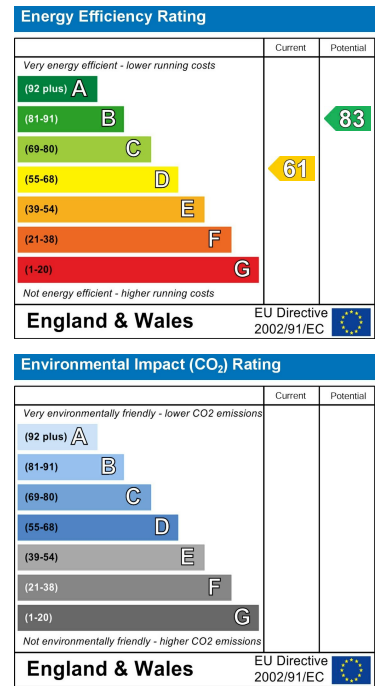 Energy Efficiency Rating
Current Potential
Very energy efficient - lower running costs
(92 plus) A
(81-91) B
83
(69-80) C
61
(55-68) D
(39-54) E
(21-38) F
(1-20) G
Not energy efficient - higher running costs
England & Wales
EU Directive
2002/91/EC
Environmental Impact (CO₂) Rating
Current Potential
Very environmentally friendly - lower CO2 emissions
(92 plus) A
(81-91) B
(69-80) C
(55-68) D
(39-54) E
(21-38) F
(1-20) G
Not environmentally friendly - higher CO2 emissions
England & Wales
EU Directive
2002/91/EC